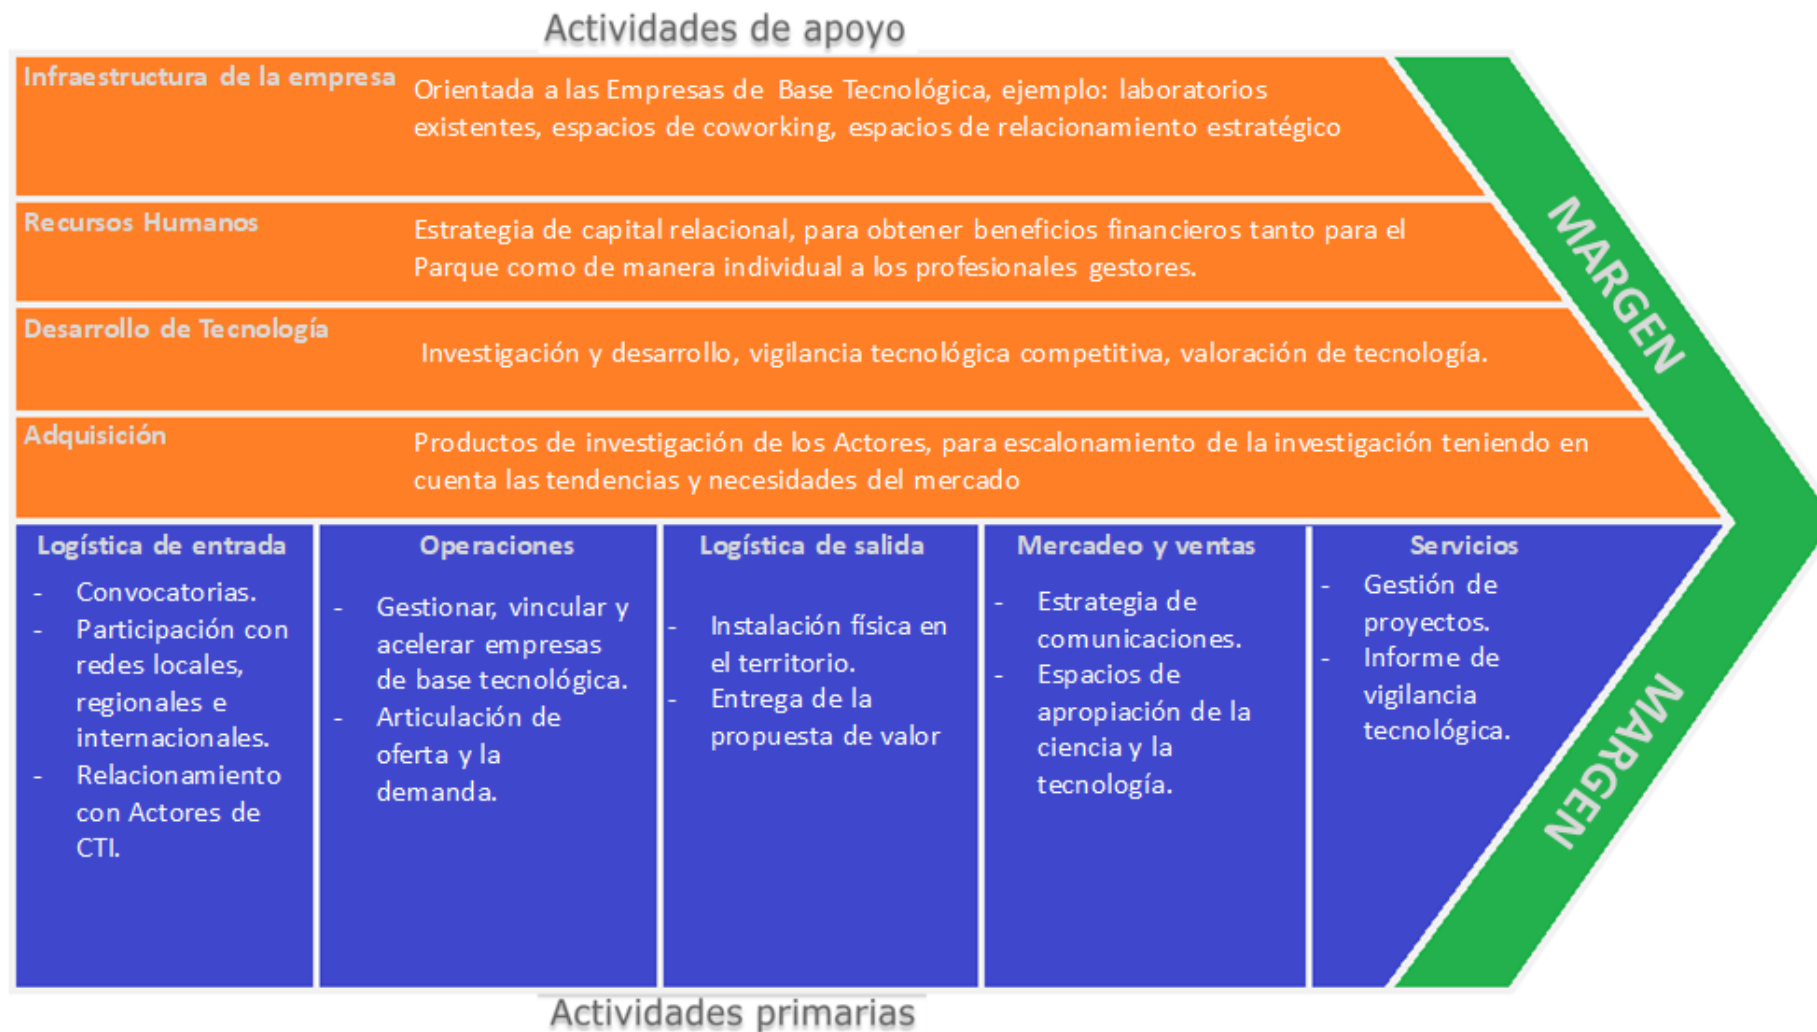 Actividades de apoyo
Infraestructura de la empresa
Orientada a las Empresas de Base Tecnológica, ejemplo: laboratorios
existentes, espacios de coworking, espacios de relacionamiento estratégico
Recursos Humanos
Estrategia de capital relacional, para obtener beneficios financieros tanto para el
Parque como de manera individual a los profesionales gestores.
Desarrollo de Tecnología
Investigación y desarrollo, vigilancia tecnológica competitiva, valoración de tecnología.
Adquisición
Productos de investigación de los Actores, para escalonamiento de la investigación teniendo en
cuenta las tendencias y necesidades del mercado
MARGEN
Logística de entrada
- Convocatorias.
- Participación con
redes locales,
regionales e
internacionales.
- Relacionamiento
con Actores de
CTI.
Operaciones
- Gestionar, vincular y
acelerar empresas
de base tecnológica.
- Articulación de
oferta y la
demanda.
Logística de salida
- Instalación física en
el territorio.
- Entrega de la
propuesta de valor
Mercadeo y ventas
- Estrategia de
comunicaciones.
- Espacios de
apropiación de la
ciencia y la
tecnología.
Servicios
- Gestión de
proyectos.
- Informe de
vigilancia
tecnológica.
MARGEN
Actividades primarias